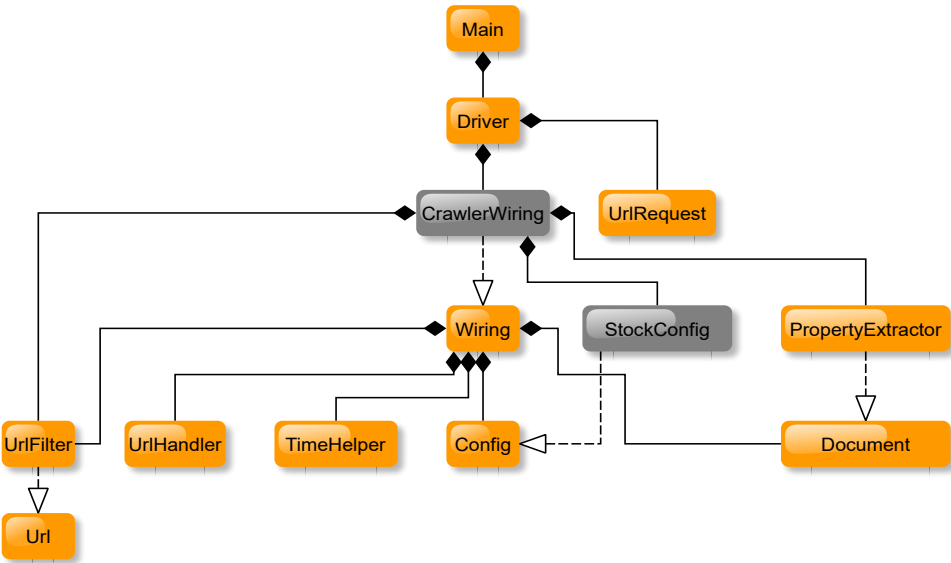 Main
Driver
CrawlerWiring
UrlRequest
Wiring
StockConfig
PropertyExtractor
UrlFilter
UrlHandler
TimeHelper
Config
Document
Url